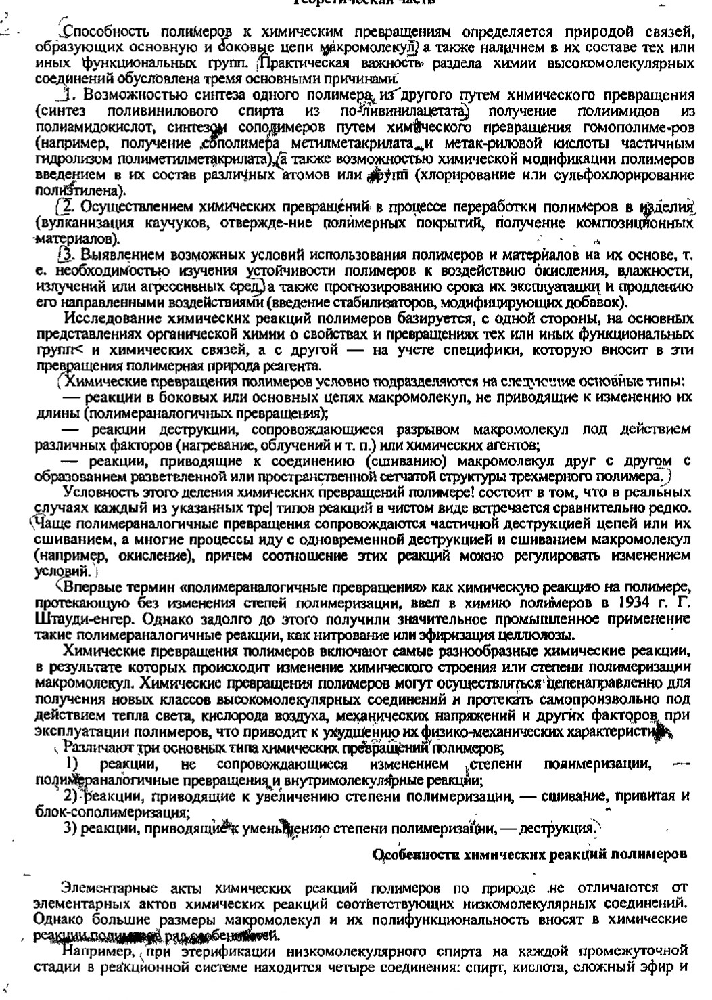 Теоретическая часть
Способность полимеров к химическим превращениям определяется природой связей,
образующих основную и боковые цепи макромолекул, а также наличием в их составе тех или
иных функциональных групп. Практическая важность раздела химии высокомолекулярных
соединений обусловлена тремя основными причинами:
1. Возможностью синтеза одного полимера из другого путем химического превращения
(синтез поливинилового спирта из по-ливинилацетата) получение полиимидов из
полиамидокислот, синтезом сополимеров путем химического превращения гомополиме-ров
(например, получение сополимера метилметакрилата и метак-риловой кислоты частичным
гидролизом полиметилметакрилата), а также возможностью химической модификации полимеров
введением в их состав различных атомов или групп (хлорирование или сульфохлорирование
полиэтилена).
2. Осуществлением химических превращений в процессе переработки полимеров в изделия
(вулканизация каучуков, отвержде-ние полимерных покрытий, получение композиционных
материалов).
3. Выявлением возможных условий использования полимеров и материалов на их основе, т.
е. необходимостью изучения устойчивости полимеров к воздействию окисления, влажности,
излучений или агрессивных сред, а также прогнозированию срока их эксплуатации и продлению
его направленными воздействиями (введение стабилизаторов, модифицирующих добавок).
Исследование химических реакций полимеров базируется, с одной стороны, на основных
представлениях органической химии о свойствах и превращениях тех или иных функциональных
групп< и химических связей, а с другой — на учете специфики, которую вносит в эти
превращения полимерная природа реагента.
Химические превращения полимеров условно подразделяются на следующие основные типы:
— реакции в боковых или основных цепях макромолекул, не приводящие к изменению их
длины (полимераналогичных превращения);
— реакции деструкции, сопровождающиеся разрывом макромолекул под действием
различных факторов (нагревание, облучений и т. п.) или химических агентов;
— реакции, приводящие к соединению (сшиванию) макромолекул друг с другом с
образованием разветвленной или пространственной сетчатой структуры трехмерного полимера.
Условность этого деления химических превращений полимере! состоит в том, что в реальных
случаях каждый из указанных тре| типов реакций в чистом виде встречается сравнительно редко.
Чаще полимераналогичные превращения сопровождаются частичной деструкцией цепей или их
сшиванием, а многие процессы иду с одновременной деструкцией и сшиванием макромолекул
(например, окисление), причем соотношение этих реакций можно регулировать изменением
условий.
Впервые термин «полимераналогичные превращения» как химическую реакцию на полимере,
протекающую без изменения степей полимеризации, ввел в химию полимеров в 1934 г. Г.
Штауди-енгер. Однако задолго до этого получили значительное промышленное применение
такие полимераналогичные реакции, как нитрование или эфиризация целлюлозы.
Химические превращения полимеров включают самые разнообразные химические реакции,
в результате которых происходит изменение химического строения или степени полимеризации
макромолекул. Химические превращения полимеров могут осуществляться целенаправленно для
получения новых классов высокомолекулярных соединений и протекать самопроизвольно под
действием тепла света, кислорода воздуха, механических напряжений и других факторов при
эксплуатации полимеров, что приводит к ухудщению их физико-механических характеристик
Различают три основных типа химических превращений полимеров;
1) реакции, не сопровождающиеся изменением степени полимеризации, —
полимераналогичные превращения и внутримолекулярные реакции;
2) реакции, приводящие к увеличению степени полимеризации, — сшивание, привитая и
блок-сополимеризация;
3) реакции, приводящие к уменьшению степени полимеризации, — деструкция.
Особенности химических реакций полимеров
Элементарные акты химических реакций полимеров по природе не отличаются от
элементарных актов химических реакций соответствующих низкомолекулярных соединений.
Однако большие размеры макромолекул и их полифункциональность вносят в химические
реакции полимеров ряд особенностей.
Например, при этерификации низкомолекулярного спирта на каждой промежуточной
стадии в реакционной системе находится четыре соединения: спирт, кислота, сложный эфир и